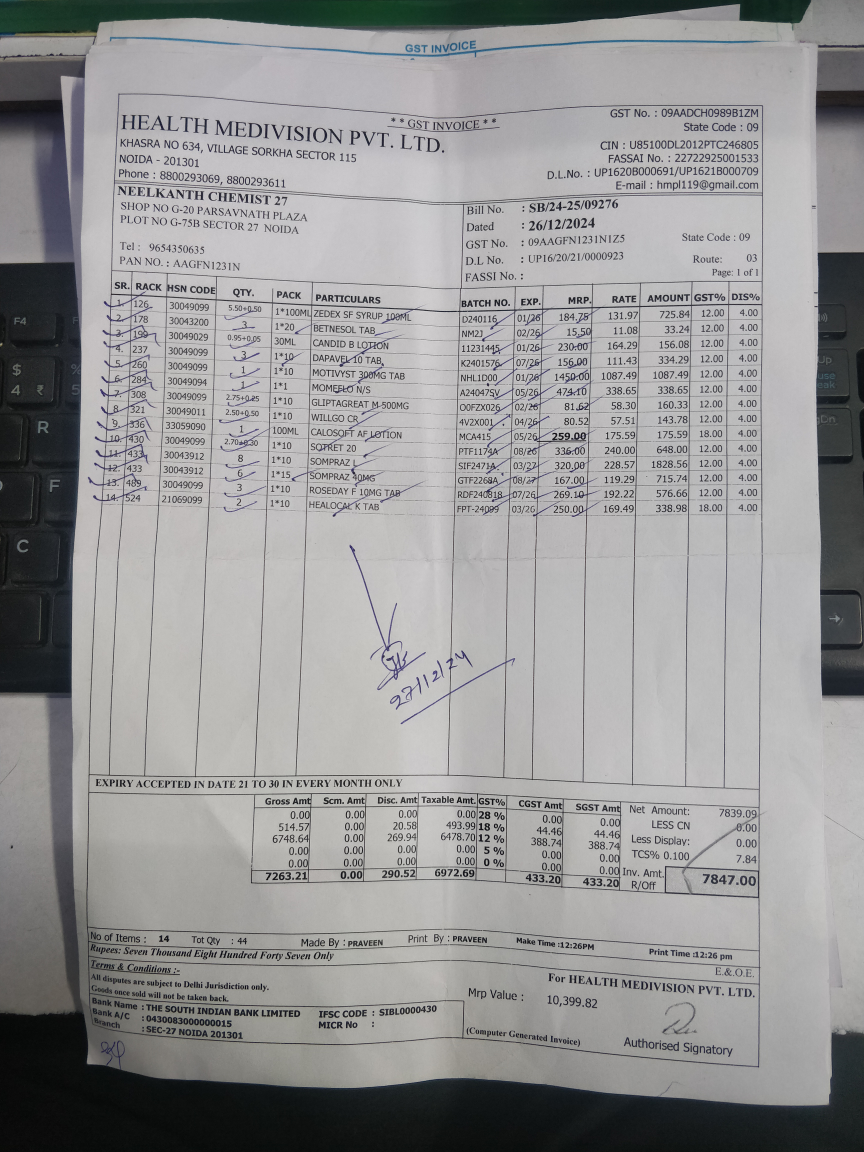 GST INVOICE
* * GST INVOICE * *
HEALTH MEDIVISION PVT. LTD.
KHASRA NO 634, VILLAGE SORKHA SECTOR 115
NOIDA - 201301
Phone : 8800293069, 8800293611
GST No. : 09AADCH0989B1ZM
State Code : 09
CIN : U85100DL2012PTC246805
FASSAI No. : 22722925001533
D.L.No. : UP1620B000691/UP1621B000709
E-mail : hmpl119@gmail.com
NEELKANTH CHEMIST 27
SHOP NO G-20 PARSAVNATH PLAZA
PLOT NO G-75B SECTOR 27 NOIDA
Tel : 9654350635
PAN NO. : AAGFN1231N
Bill No. : SB/24-25/09276
Dated : 26/12/2024
GST No. : 09AAGFN1231N1Z5 State Code : 09
D.L No. : UP16/20/21/0000923 Route: 03
FASSI No. : Page: 1 of 1
SR. RACK HSN CODE QTY. PACK PARTICULARS BATCH NO. EXP. MRP. RATE AMOUNT GST% DIS%
1. 126 30049099 5.50+0.50 1*100ML ZEDEX SF SYRUP 100ML D240116 01/26 184.75 131.97 725.84 12.00 4.00
2. 178 30043200 3 1*20 BETNESOL TAB NM2J 02/26 15.50 11.08 33.24 12.00 4.00
3. 199 30049029 0.95+0.05 30ML CANDID B LOTION 11231445 01/26 230.00 164.29 156.08 12.00 4.00
4. 237 30049099 3 1*10 DAPAVEL 10 TAB K2401576 07/26 156.00 111.43 334.29 12.00 4.00
5. 260 30049099 1 1*10 MOTIVYST 300MG TAB NHL1D00 01/26 1450.00 1087.49 1087.49 12.00 4.00
6. 284 30049094 1 1*1 MOMEFLO N/S A24047SV 05/26 474.10 338.65 338.65 12.00 4.00
7. 308 30049099 2.75+0.25 1*10 GLIPTAGREAT M 500MG O0FZX026 02/26 81.62 58.30 160.33 12.00 4.00
8 321 30049011 2.50+0.50 1*10 WILLGO CR 4V2X001 04/26 80.52 57.51 143.78 12.00 4.00
9. 336 33059090 1 100ML CALOSOFT AF LOTION MCA415 05/26 259.00 175.59 175.59 18.00 4.00
10. 430 30049099 2.70+0.30 1*10 SOTRET 20 PTF1174A 08/26 336.00 240.00 648.00 12.00 4.00
11. 433 30043912 8 1*10 SOMPRAZ L SIF2471A 03/27 320.00 228.57 1828.56 12.00 4.00
12. 433 30043912 6 1*15 SOMPRAZ 40MG GTF2268A 08/27 167.00 119.29 715.74 12.00 4.00
13. 489 30049099 3 1*10 ROSEDAY F 10MG TAB RDF240818 07/26 269.10 192.22 576.66 12.00 4.00
14. 524 21069099 2 1*10 HEALOCAL K TAB FPT-24099 03/26 250.00 169.49 338.98 18.00 4.00
27/12/24
EXPIRY ACCEPTED IN DATE 21 TO 30 IN EVERY MONTH ONLY
Gross Amt Scm. Amt Disc. Amt Taxable Amt. GST% CGST Amt SGST Amt
0.00 0.00 0.00 0.00 28 % 0.00 0.00
514.57 0.00 20.58 493.99 18 % 44.46 44.46
6748.64 0.00 269.94 6478.70 12 % 388.74 388.74
0.00 0.00 0.00 0.00 5 % 0.00 0.00
0.00 0.00 0.00 0.00 0 % 0.00 0.00
7263.21 0.00 290.52 6972.69 433.20 433.20
Net Amount: 7839.09
LESS CN 0.00
Less Display: 0.00
TCS% 0.100 7.84
Inv. Amt. 7847.00
R/Off
No of Items : 14 Tot Qty : 44 Made By : PRAVEEN Print By : PRAVEEN Make Time :12:26PM Print Time :12:26 pm
Rupees: Seven Thousand Eight Hundred Forty Seven Only
E.& O.E.
Terms & Conditions :-
All disputes are subject to Delhi Jurisdiction only.
Goods once sold will not be taken back.
Mrp Value : 10,399.82
For HEALTH MEDIVISION PVT. LTD.
Bank Name : THE SOUTH INDIAN BANK LIMITED IFSC CODE : SIBL0000430
Bank A/C : 0430083000000015 MICR No :
Branch : SEC-27 NOIDA 201301
(Computer Generated Invoice)
Authorised Signatory